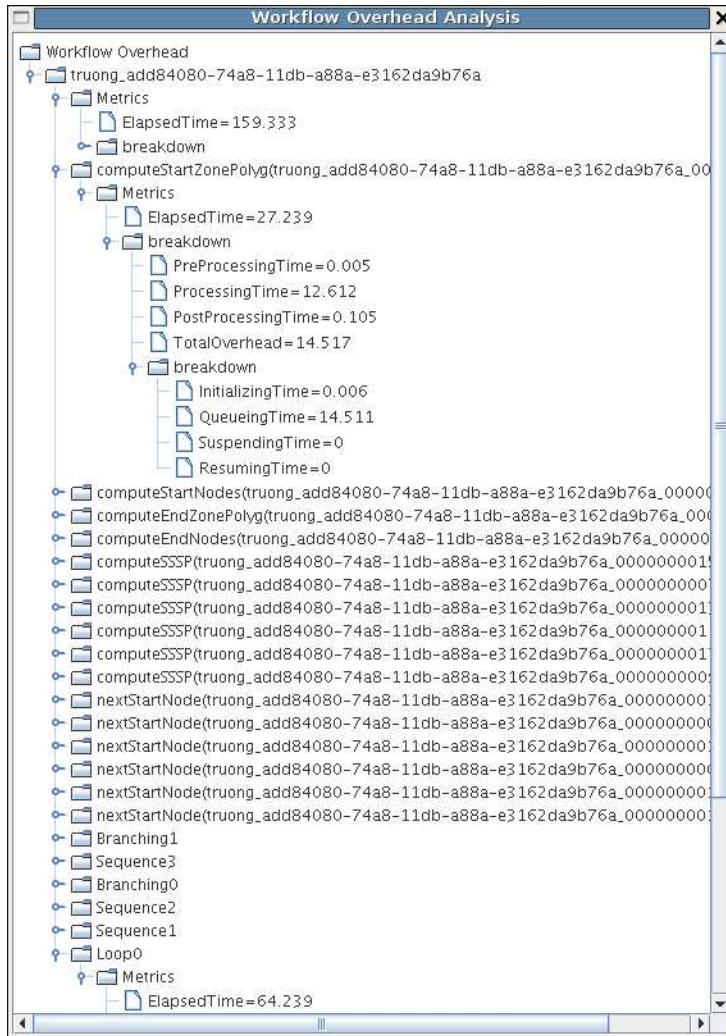 Workflow Overhead Analysis
Workflow Overhead
truong_add84080-74a8-11db-a88a-e3162da9b76a
Metrics
ElapsedTime=159.333
breakdown
computeStartZonePolyg(truong_add84080-74a8-11db-a88a-e3162da9b76a_00
Metrics
ElapsedTime=27.239
breakdown
PreProcessingTime=0.005
ProcessingTime=12.612
PostProcessingTime=0.105
TotalOverhead=14.517
breakdown
InitializingTime=0.006
QueueingTime=14.511
SuspendingTime=0
ResumingTime=0
computeStartNodes(truong_add84080-74a8-11db-a88a-e3162da9b76a_00000
computeEndZonePolyg(truong_add84080-74a8-11db-a88a-e3162da9b76a_000
computeEndNodes(truong_add84080-74a8-11db-a88a-e3162da9b76a_00000
computeSSSP(truong_add84080-74a8-11db-a88a-e3162da9b76a_000000001
computeSSSP(truong_add84080-74a8-11db-a88a-e3162da9b76a_000000000
computeSSSP(truong_add84080-74a8-11db-a88a-e3162da9b76a_000000001
computeSSSP(truong_add84080-74a8-11db-a88a-e3162da9b76a_000000001
computeSSSP(truong_add84080-74a8-11db-a88a-e3162da9b76a_000000001
computeSSSP(truong_add84080-74a8-11db-a88a-e3162da9b76a_000000000
nextStartNode(truong_add84080-74a8-11db-a88a-e3162da9b76a_00000000
nextStartNode(truong_add84080-74a8-11db-a88a-e3162da9b76a_00000000
nextStartNode(truong_add84080-74a8-11db-a88a-e3162da9b76a_00000000
nextStartNode(truong_add84080-74a8-11db-a88a-e3162da9b76a_00000000
nextStartNode(truong_add84080-74a8-11db-a88a-e3162da9b76a_00000000
nextStartNode(truong_add84080-74a8-11db-a88a-e3162da9b76a_00000000
Branching1
Sequence3
Branching0
Sequence2
Sequence1
Loop0
Metrics
ElapsedTime=64.239